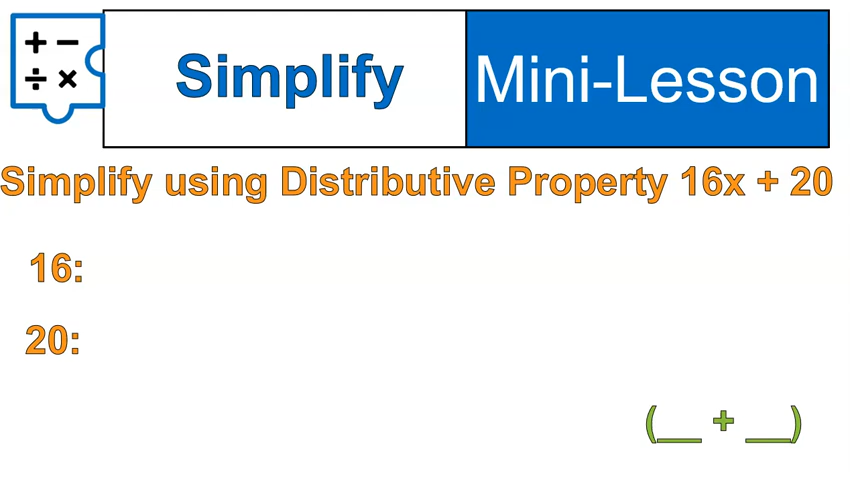 + −
÷ ×
Simplify
Mini-Lesson
Simplify using Distributive Property 16x + 20
16:
20:
(__ + __)